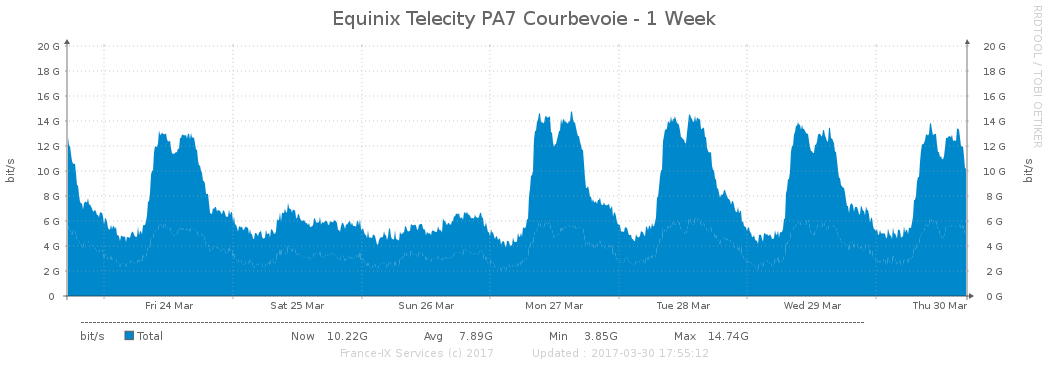 Equinix Telecity PA7 Courbevoie - 1 Week
RRDTOOL / TOBI OETIKER
bit/s
20 G 20 G
18 G 18 G
16 G 16 G
14 G 14 G
12 G 12 G
10 G 10 G
8 G 8 G
6 G 6 G
4 G 4 G
2 G 2 G
0 0 G
bit/s
Fri 24 Mar Sat 25 Mar Sun 26 Mar Mon 27 Mar Tue 28 Mar Wed 29 Mar Thu 30 Mar
bit/s Total Now 10.22G Avg 7.89G Min 3.85G Max 14.74G
France-IX Services (c) 2017 Updated : 2017-03-30 17:55:12